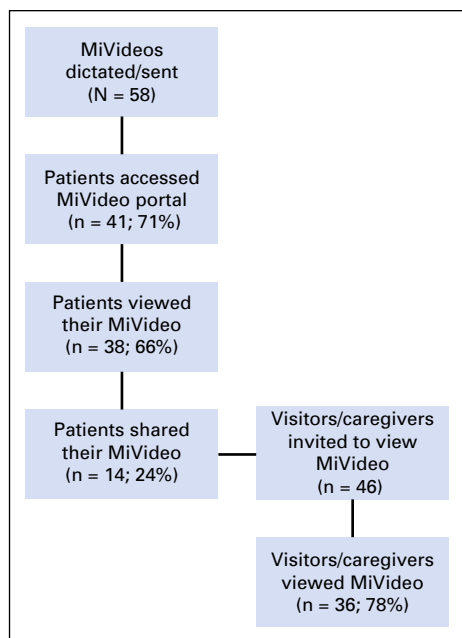 MiVideos
dictated/sent
(N = 58)
Patients accessed
MiVideo portal
(n = 41; 71%)
Patients viewed
their MiVideo
(n = 38; 66%)
Patients shared
their MiVideo
(n = 14; 24%)
Visitors/caregivers
invited to view
MiVideo
(n = 46)
Visitors/caregivers
viewed MiVideo
(n = 36; 78%)